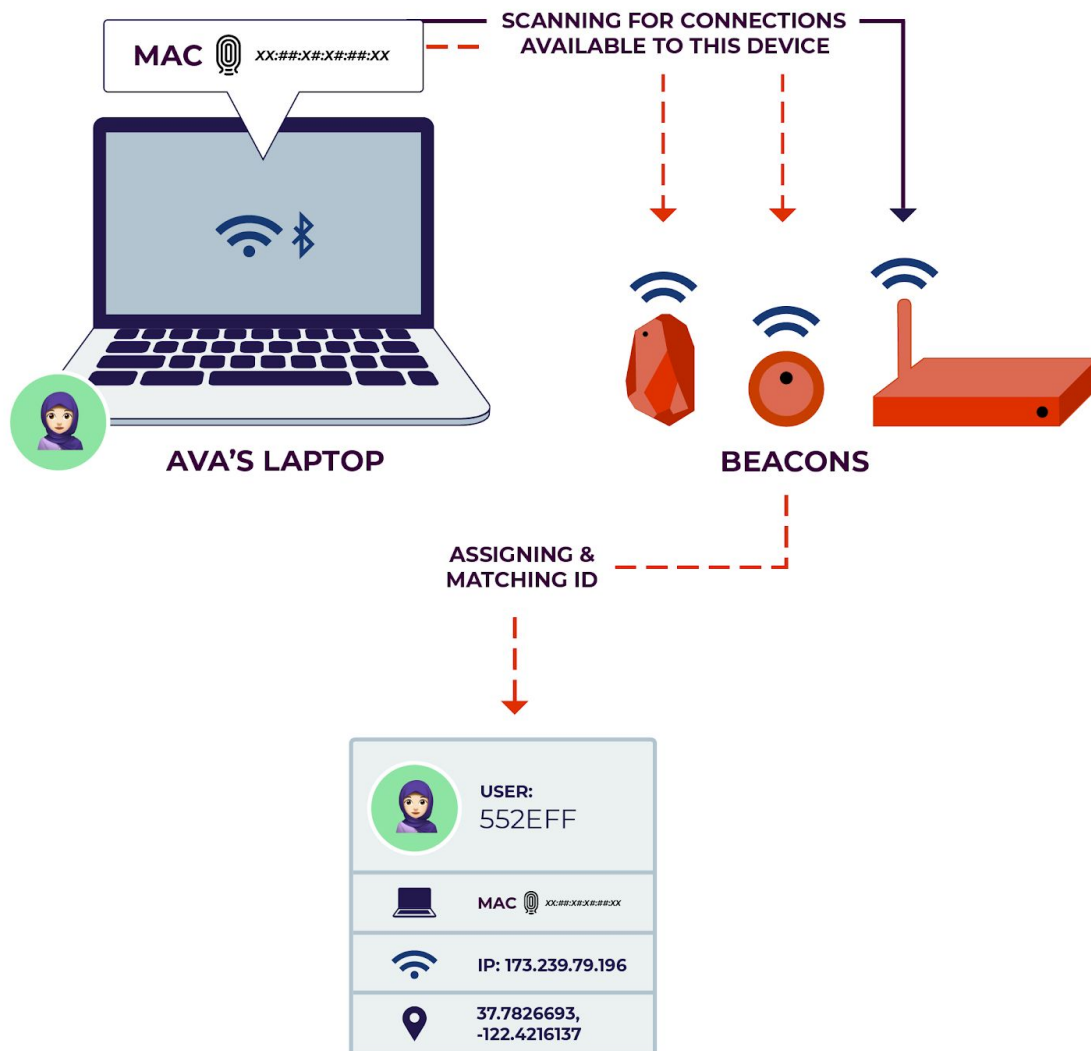 SCANNING FOR CONNECTIONS
AVAILABLE TO THIS DEVICE
MAC XX:##:X#:X#:##:XX
AVA’S LAPTOP
BEACONS
ASSIGNING &
MATCHING ID
USER:
552EFF
MAC XX:##:X#:X#:##:XX
IP: 173.239.79.196
37.7826693,
-122.4216137